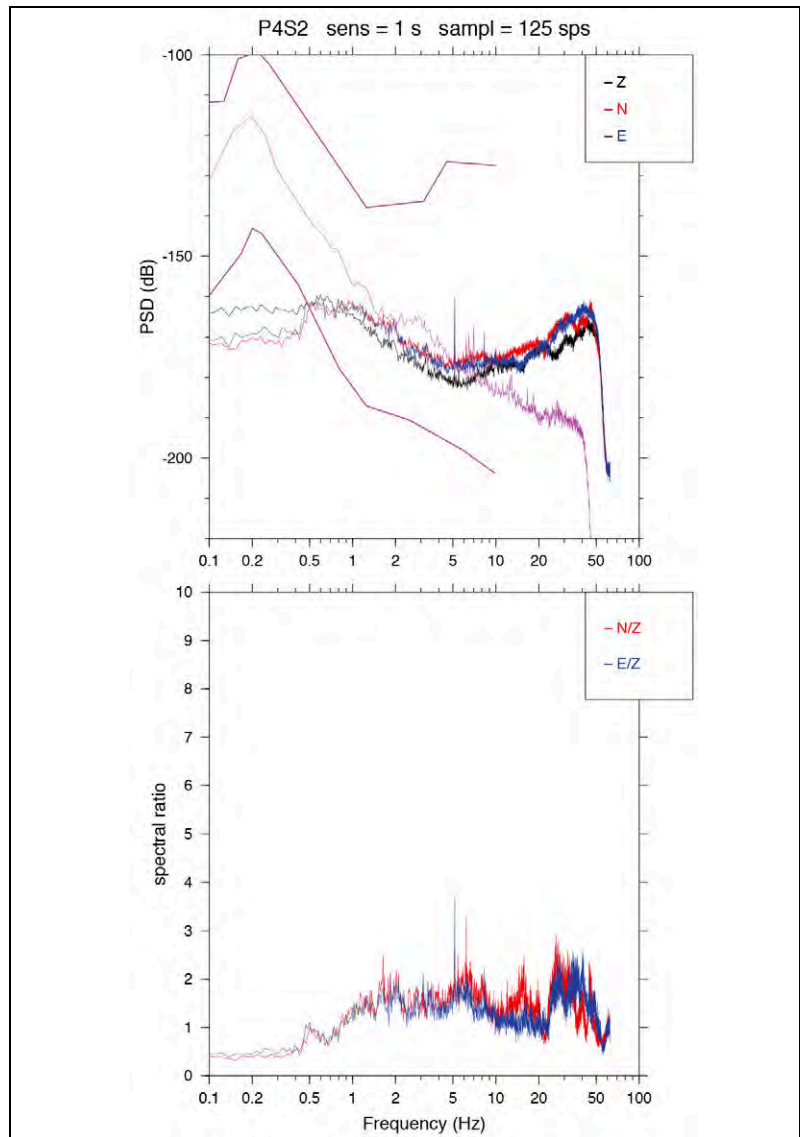 P4S2 sens = 1 s sampl = 125 sps
-100
-150
-200
PSD (dB)
Z
N
E
0.1 0.2 0.5 1 2 5 10 20 50 100
10
9
8
7
6
5
4
3
2
1
0
spectral ratio
N/Z
E/Z
0.1 0.2 0.5 1 2 5 10 20 50 100
Frequency (Hz)